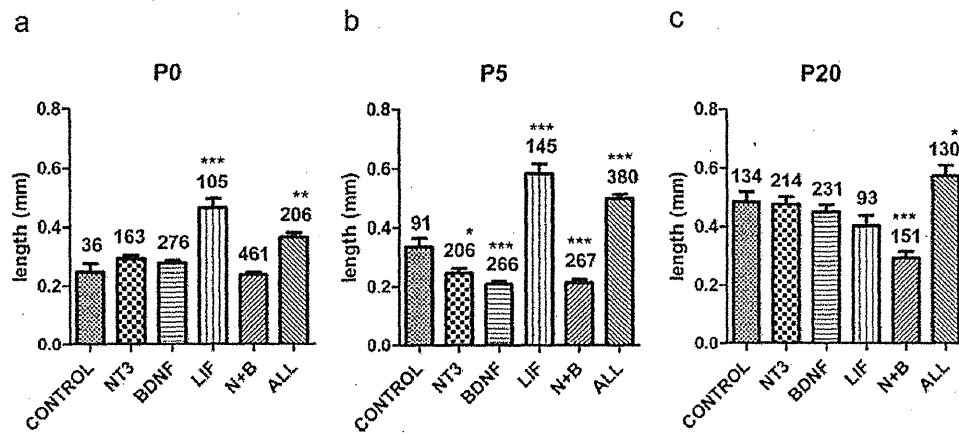 a
P0
length (mm)
0.8
0.6
0.4
0.2
0.0
36
163
276
***
105
461
**
206
CONTROL
NT3
BDNF
LIF
N+B
ALL
b
P5
length (mm)
0.8
0.6
0.4
0.2
0.0
91
*
206
***
266
***
145
***
267
***
380
CONTROL
NT3
BDNF
LIF
N+B
ALL
c
P20
length (mm)
0.8
0.6
0.4
0.2
0.0
134
214
231
93
***
151
*
130
CONTROL
NT3
BDNF
LIF
N+B
ALL